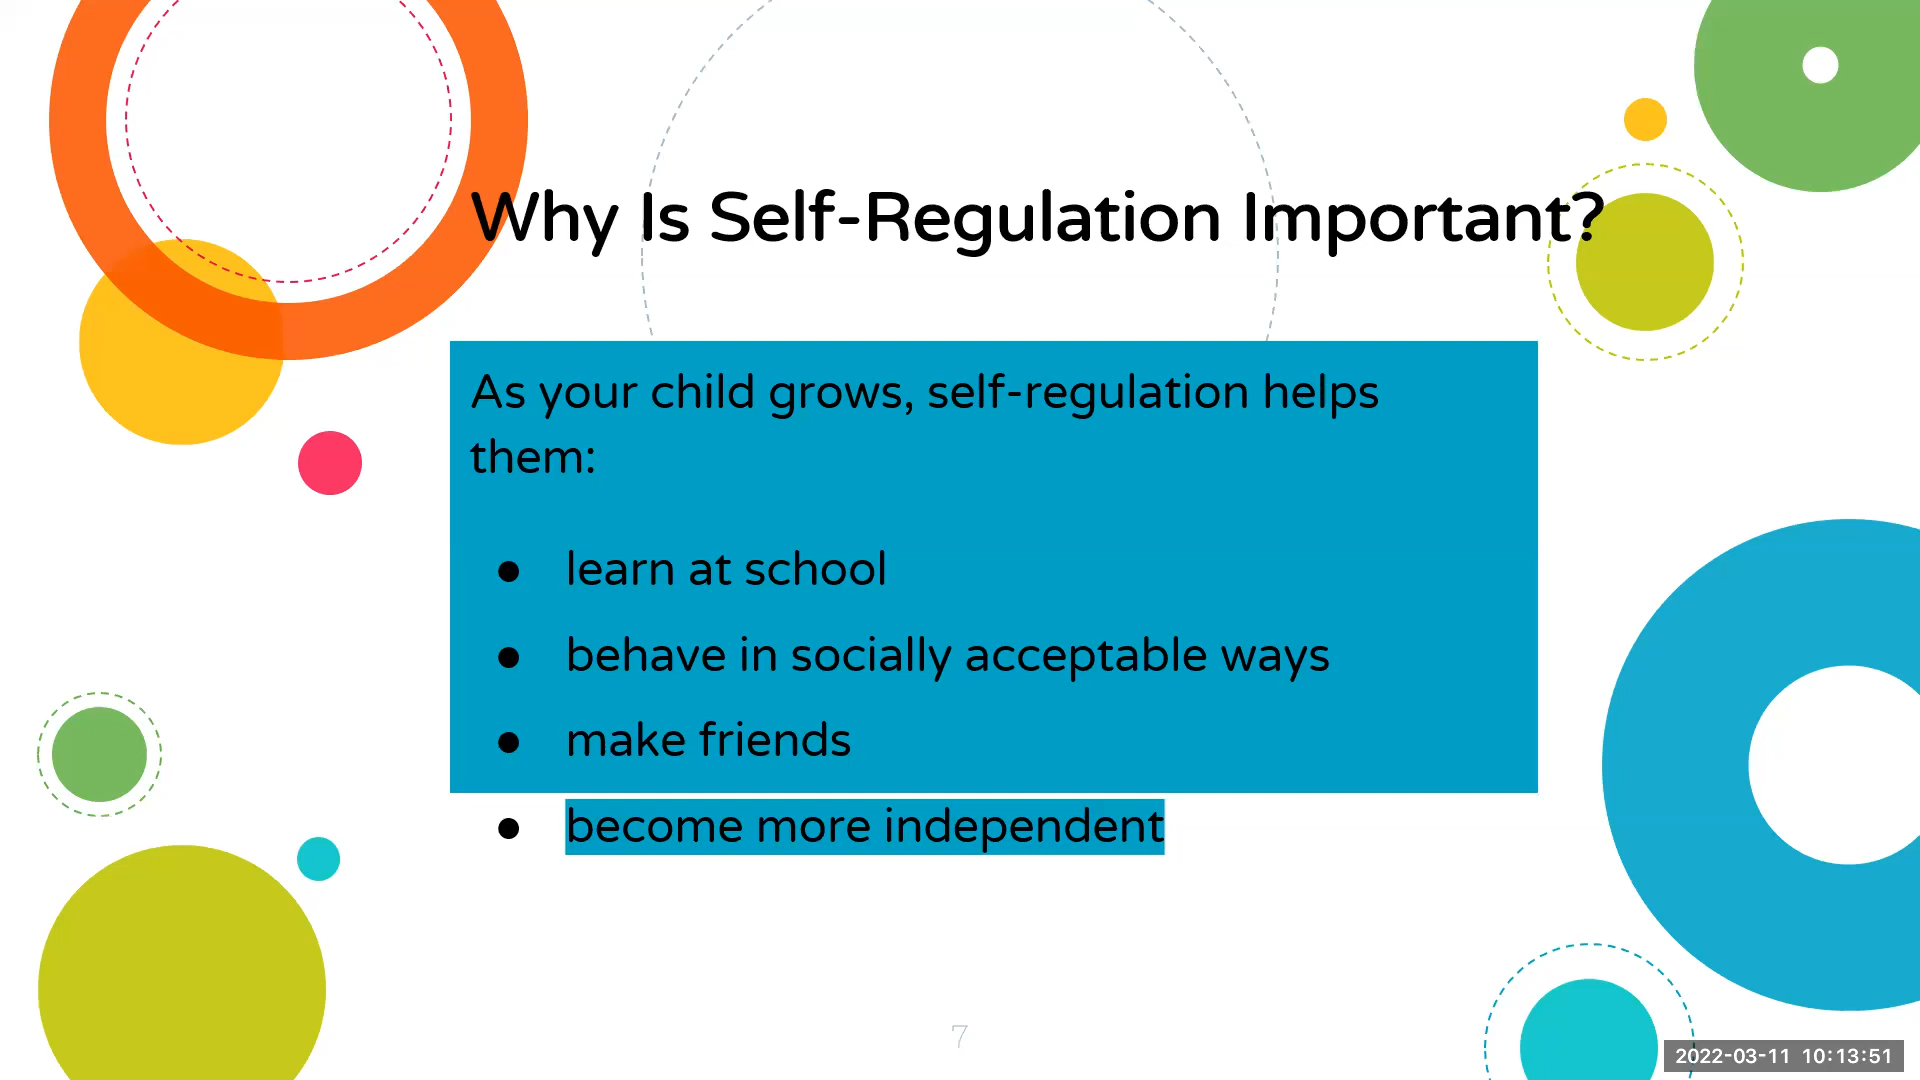 Why Is Self-Regulation Important?
As your child grows, self-regulation helps
them:
● learn at school
● behave in socially acceptable ways
● make friends
● become more independent
7
2022-03-11 10:13:51